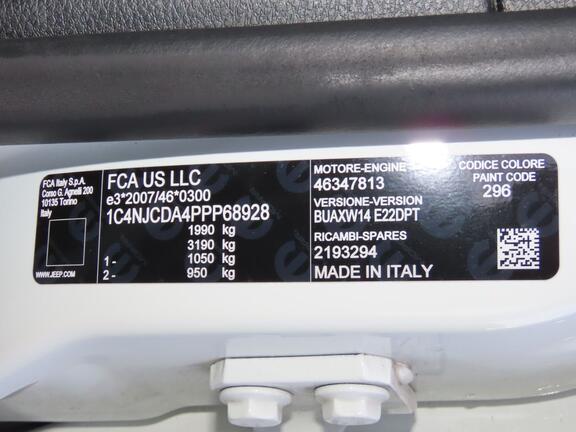 FCA Italy S.p.A.
Corso G. Agnelli 200
10135 Torino
Italy
WWW.JEEP.COM
FCA US LLC
e3*2007/46*0300
1C4NJCDA4PPP68928
1990 kg
3190 kg
1- 1050 kg
2- 950 kg
MOTORE-ENGINE
46347813
VERSIONE-VERSION
BUAXW14 E22DPT
RICAMBI-SPARES
2193294
MADE IN ITALY
CODICE COLORE
PAINT CODE
296